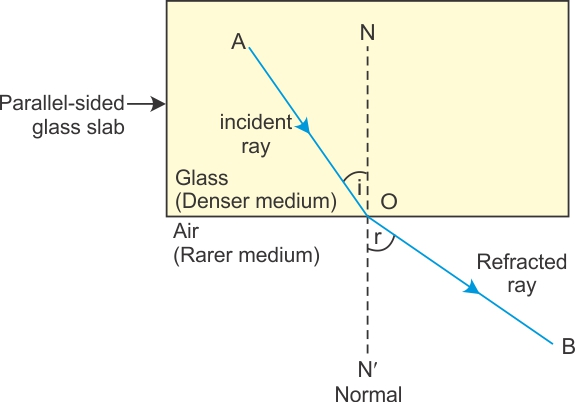 A
N
Parallel-sided
glass slab
incident
ray
Glass
(Denser medium)
i
O
Air
(Rarer medium)
r
Refracted
ray
B
N′
Normal